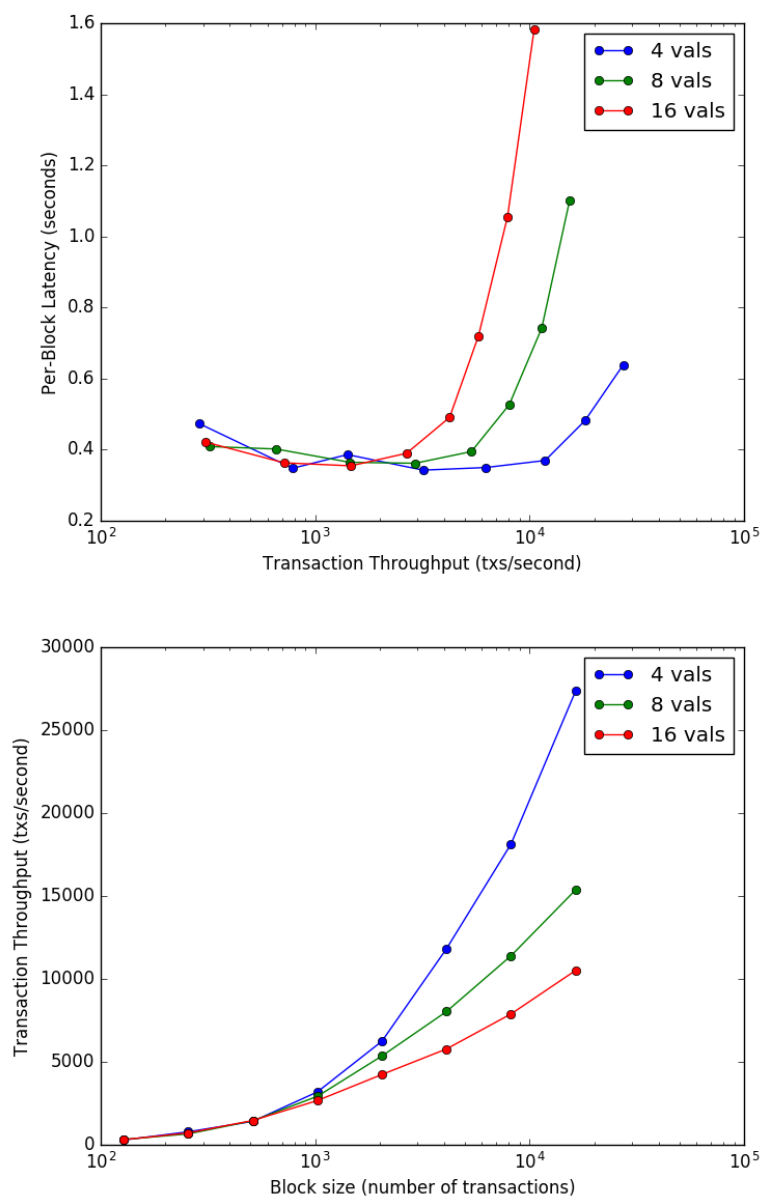 1.6
1.4
1.2
1.0
0.8
0.6
0.4
0.2
Per-Block Latency (seconds)
4 vals
8 vals
16 vals
10² 10³ 10⁴ 10⁵
Transaction Throughput (txs/second)
30000
25000
20000
15000
10000
5000
0
Transaction Throughput (txs/second)
4 vals
8 vals
16 vals
10² 10³ 10⁴ 10⁵
Block size (number of transactions)